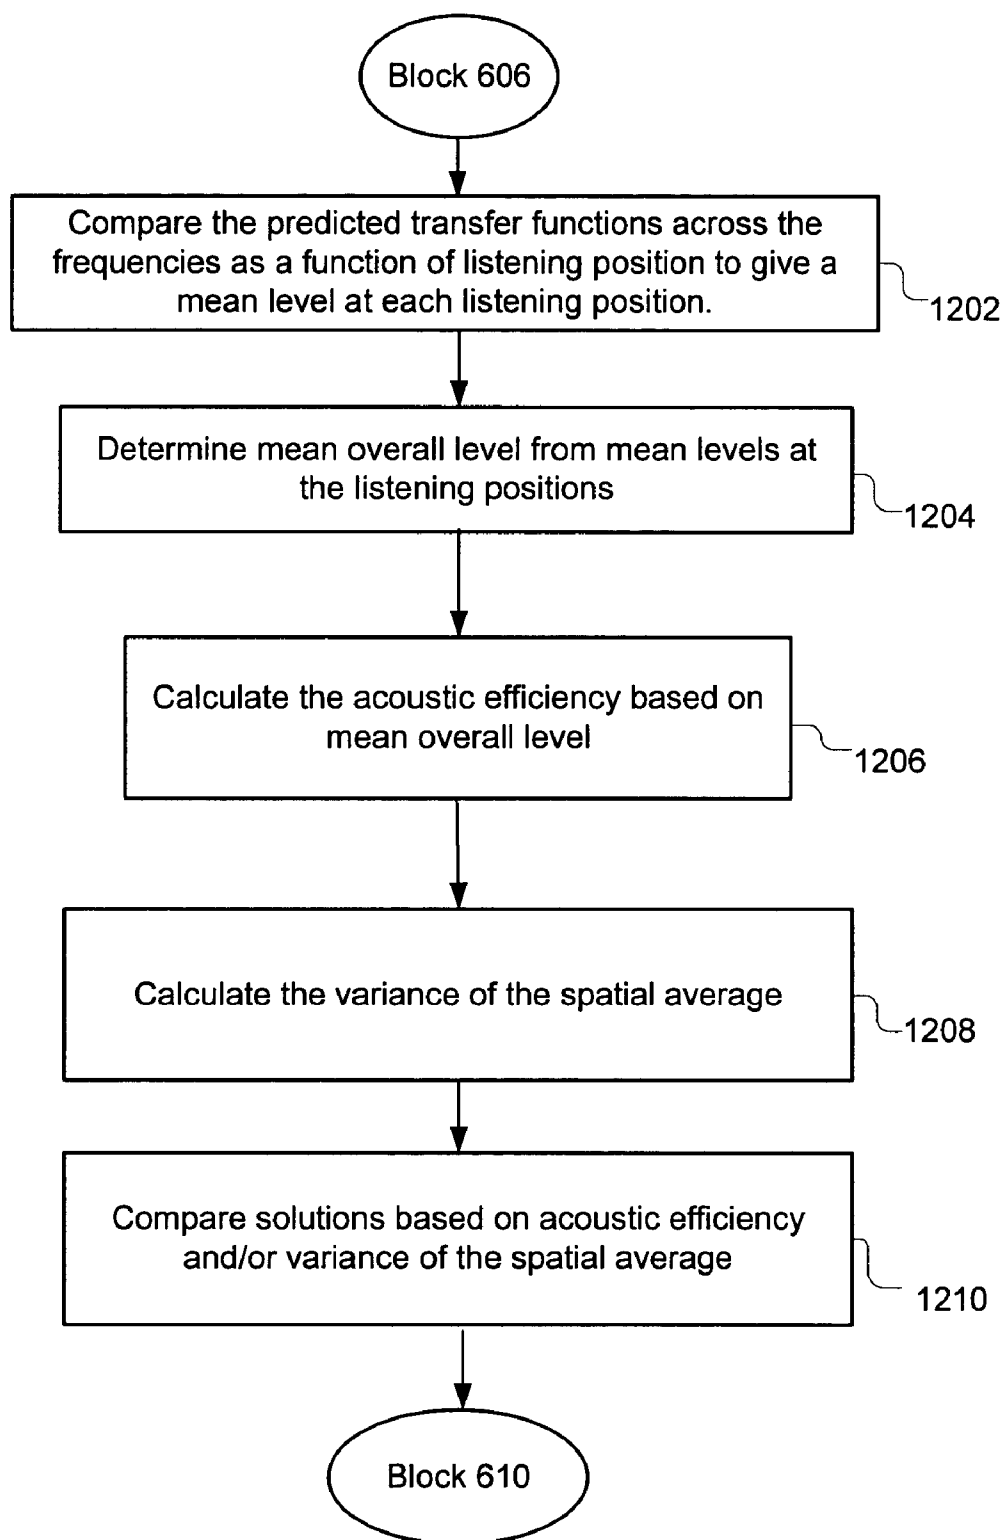 Block 606
Compare the predicted transfer functions across the
frequencies as a function of listening position to give a
mean level at each listening position.
1202
Determine mean overall level from mean levels at
the listening positions
1204
Calculate the acoustic efficiency based on
mean overall level
1206
Calculate the variance of the spatial average
1208
Compare solutions based on acoustic efficiency
and/or variance of the spatial average
1210
Block 610